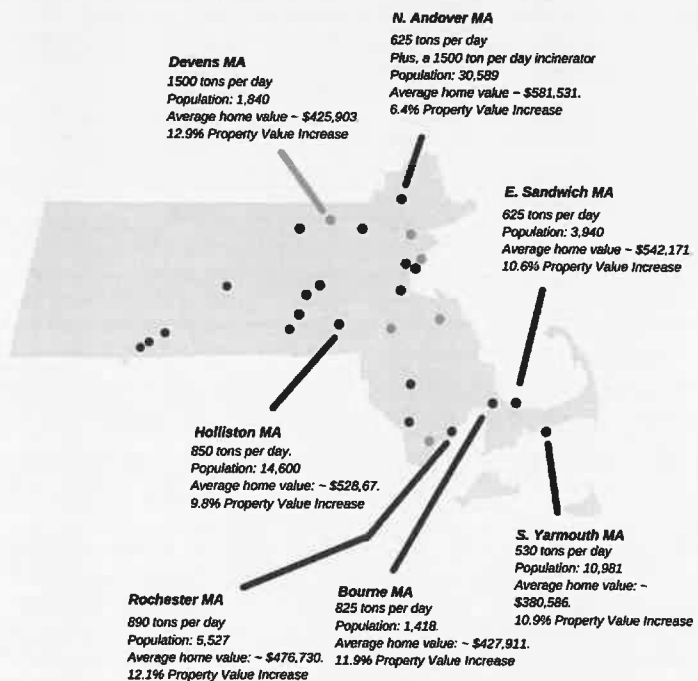 N. Andover MA
625 tons per day
Plus, a 1500 ton per day incinerator
Population: 30,589
Average home value ~ $581,531.
6.4% Property Value Increase
Devens MA
1500 tons per day
Population: 1,840
Average home value ~ $425,903
12.9% Property Value Increase
E. Sandwich MA
625 tons per day
Population: 3,940
Average home value ~ $542,171
10.6% Property Value Increase
Holliston MA
850 tons per day.
Population: 14,600
Average home value: ~ $528,67.
9.8% Property Value Increase
S. Yarmouth MA
530 tons per day
Population: 10,981
Average home value: ~
$380,586.
10.9% Property Value Increase
Rochester MA
890 tons per day
Population: 5,527
Average home value: ~ $476,730.
12.1% Property Value Increase
Bourne MA
825 tons per day
Population: 1,418.
Average home value: ~ $427,911.
11.9% Property Value Increase